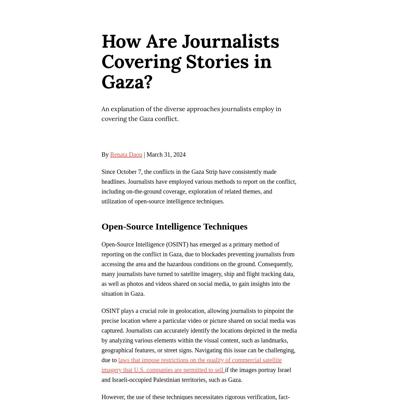 How Are Journalists
Covering Stories in
Gaza?
An explanation of the diverse approaches journalists employ in
covering the Gaza conflict.
By Renata Daou | March 31, 2024
Since October 7, the conflicts in the Gaza Strip have consistently made
headlines. Journalists have employed various methods to report on the conflict,
including on-the-ground coverage, exploration of related themes, and
utilization of open-source intelligence techniques.
Open-Source Intelligence Techniques
Open-Source Intelligence (OSINT) has emerged as a primary method of
reporting on the conflict in Gaza, due to blockades preventing journalists from
accessing the area and the hazardous conditions on the ground. Consequently,
many journalists have turned to satellite imagery, ship and flight tracking data,
as well as photos and videos shared on social media, to gain insights into the
situation in Gaza.
OSINT plays a crucial role in geolocation, allowing journalists to pinpoint the
precise location where a particular video or picture shared on social media was
captured. Journalists can accurately identify the locations depicted in the media
by analyzing various elements within the visual content, such as landmarks,
geographical features, or street signs. Navigating this issue can be challenging,
due to laws that impose restrictions on the quality of commercial satellite
imagery that U.S. companies are permitted to sell if the images portray Israel
and Israeli-occupied Palestinian territories, such as Gaza.
However, the use of these techniques necessitates rigorous verification, fact-